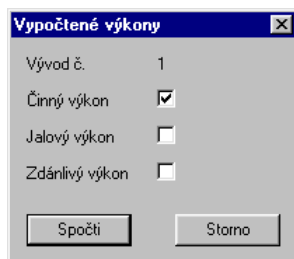 Vypočtené výkony
Vývod č. 1
Činný výkon
Jalový výkon
Zdánlivý výkon
Spočti Storno